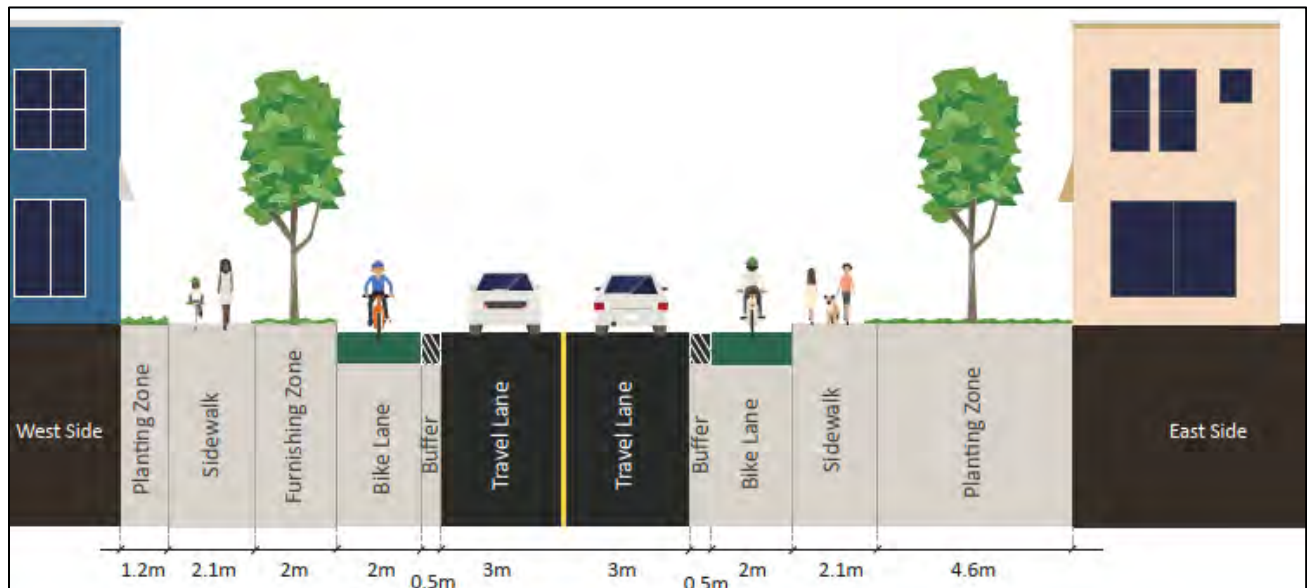 West Side
Planting Zone
Sidewalk
Furnishing Zone
Bike Lane
Buffer
Travel Lane
Travel Lane
Buffer
Bike Lane
Sidewalk
Planting Zone
East Side
1.2m
2.1m
2m
2m
0.5m
3m
3m
0.5m
2m
2.1m
4.6m